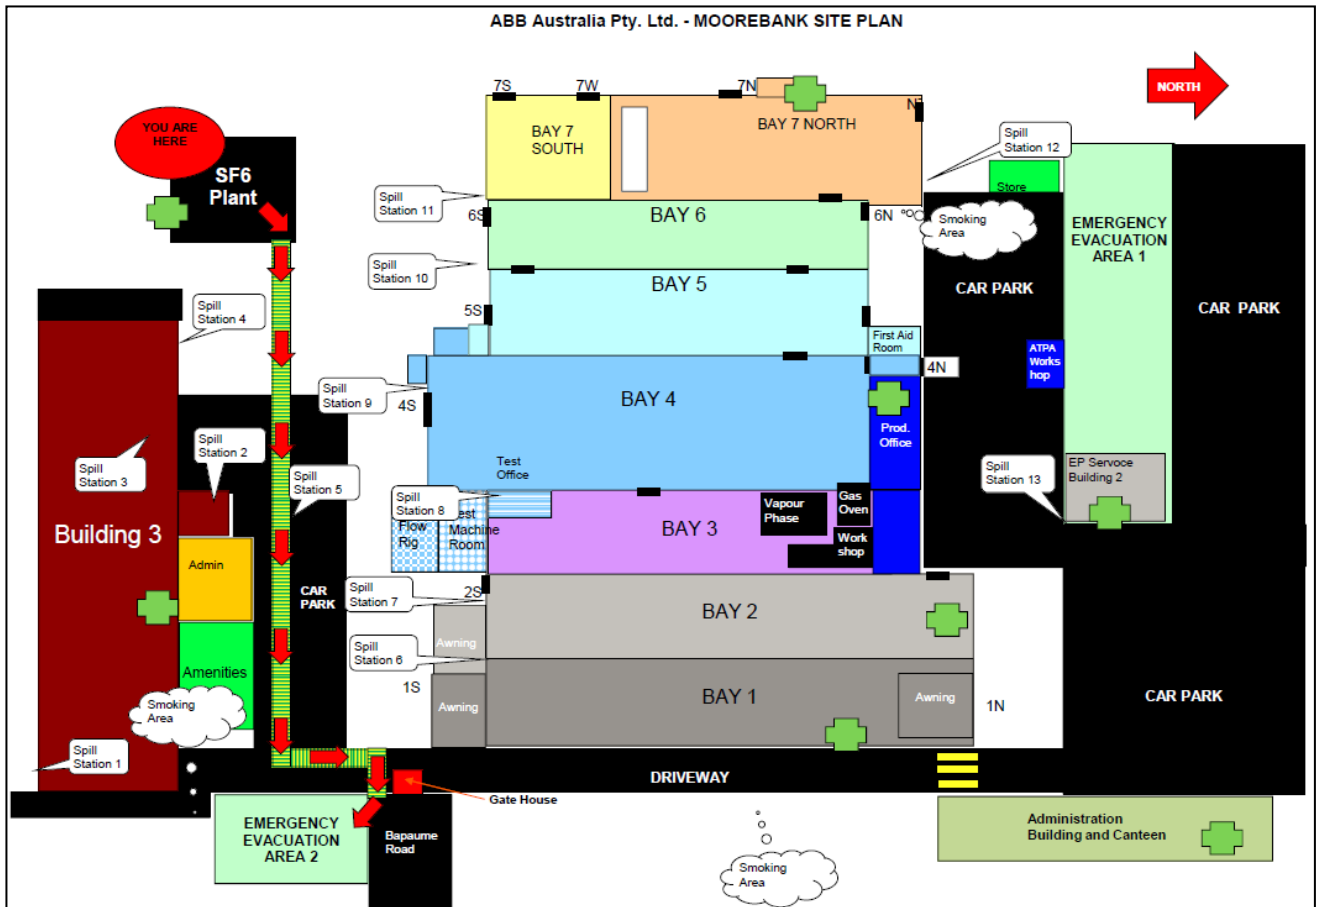 ABB Australia Pty. Ltd. - MOOREBANK SITE PLAN
NORTH
7S
7W
7N
N
YOU ARE
HERE
SF6
Plant
BAY 7
SOUTH
BAY 7 NORTH
Spill
Station 12
Store
Spill
Station 11
6S
BAY 6
6N
Smoking
Area
EMERGENCY
EVACUATION
AREA 1
Spill
Station 10
BAY 5
CAR PARK
CAR PARK
Spill
Station 4
5S
First Aid
Room
ATPA
Works
hop
4N
Spill
Station 9
4S
BAY 4
Prod.
Office
Spill
Station 2
Spill
Station 3
Spill
Station 5
Test
Office
Spill
Station 13
EP Servoce
Building 2
Spill
Station 8
Flow
Rig
est
Machine
Room
Vapour
Phase
Gas
Oven
Work
shop
BAY 3
Building 3
Admin
CAR
PARK
Spill
Station 7
2S
BAY 2
Awning
Spill
Station 6
Amenities
1S
Awning
BAY 1
Awning
1N
CAR PARK
Smoking
Area
Spill
Station 1
DRIVEWAY
Gate House
EMERGENCY
EVACUATION
AREA 2
Bapaume
Road
Administration
Building and Canteen
Smoking
Area